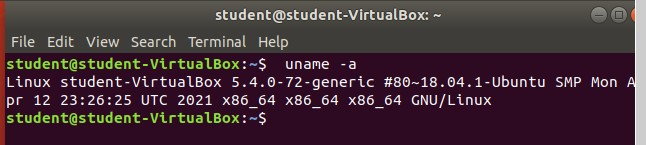 student@student-VirtualBox: ~
File Edit View Search Terminal Help
student@student-VirtualBox:~$  uname -a
Linux student-VirtualBox 5.4.0-72-generic #80~18.04.1-Ubuntu SMP Mon A
pr 12 23:26:25 UTC 2021 x86_64 x86_64 x86_64 GNU/Linux
student@student-VirtualBox:~$